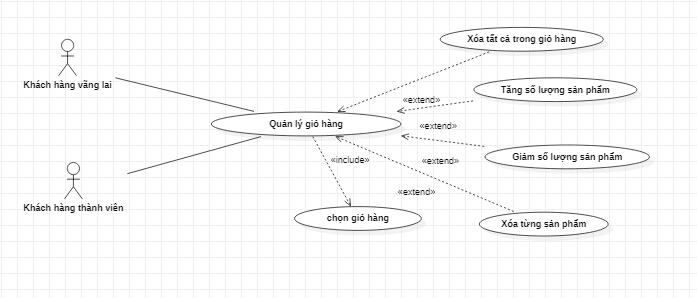 Xóa tất cả trong giỏ hàng
Khách hàng vãng lai
Tăng số lượng sản phẩm
«extend»
Quản lý giỏ hàng
«extend»
Giảm số lượng sản phẩm
«include»
«extend»
«extend»
Khách hàng thành viên
chọn giỏ hàng
Xóa từng sản phẩm